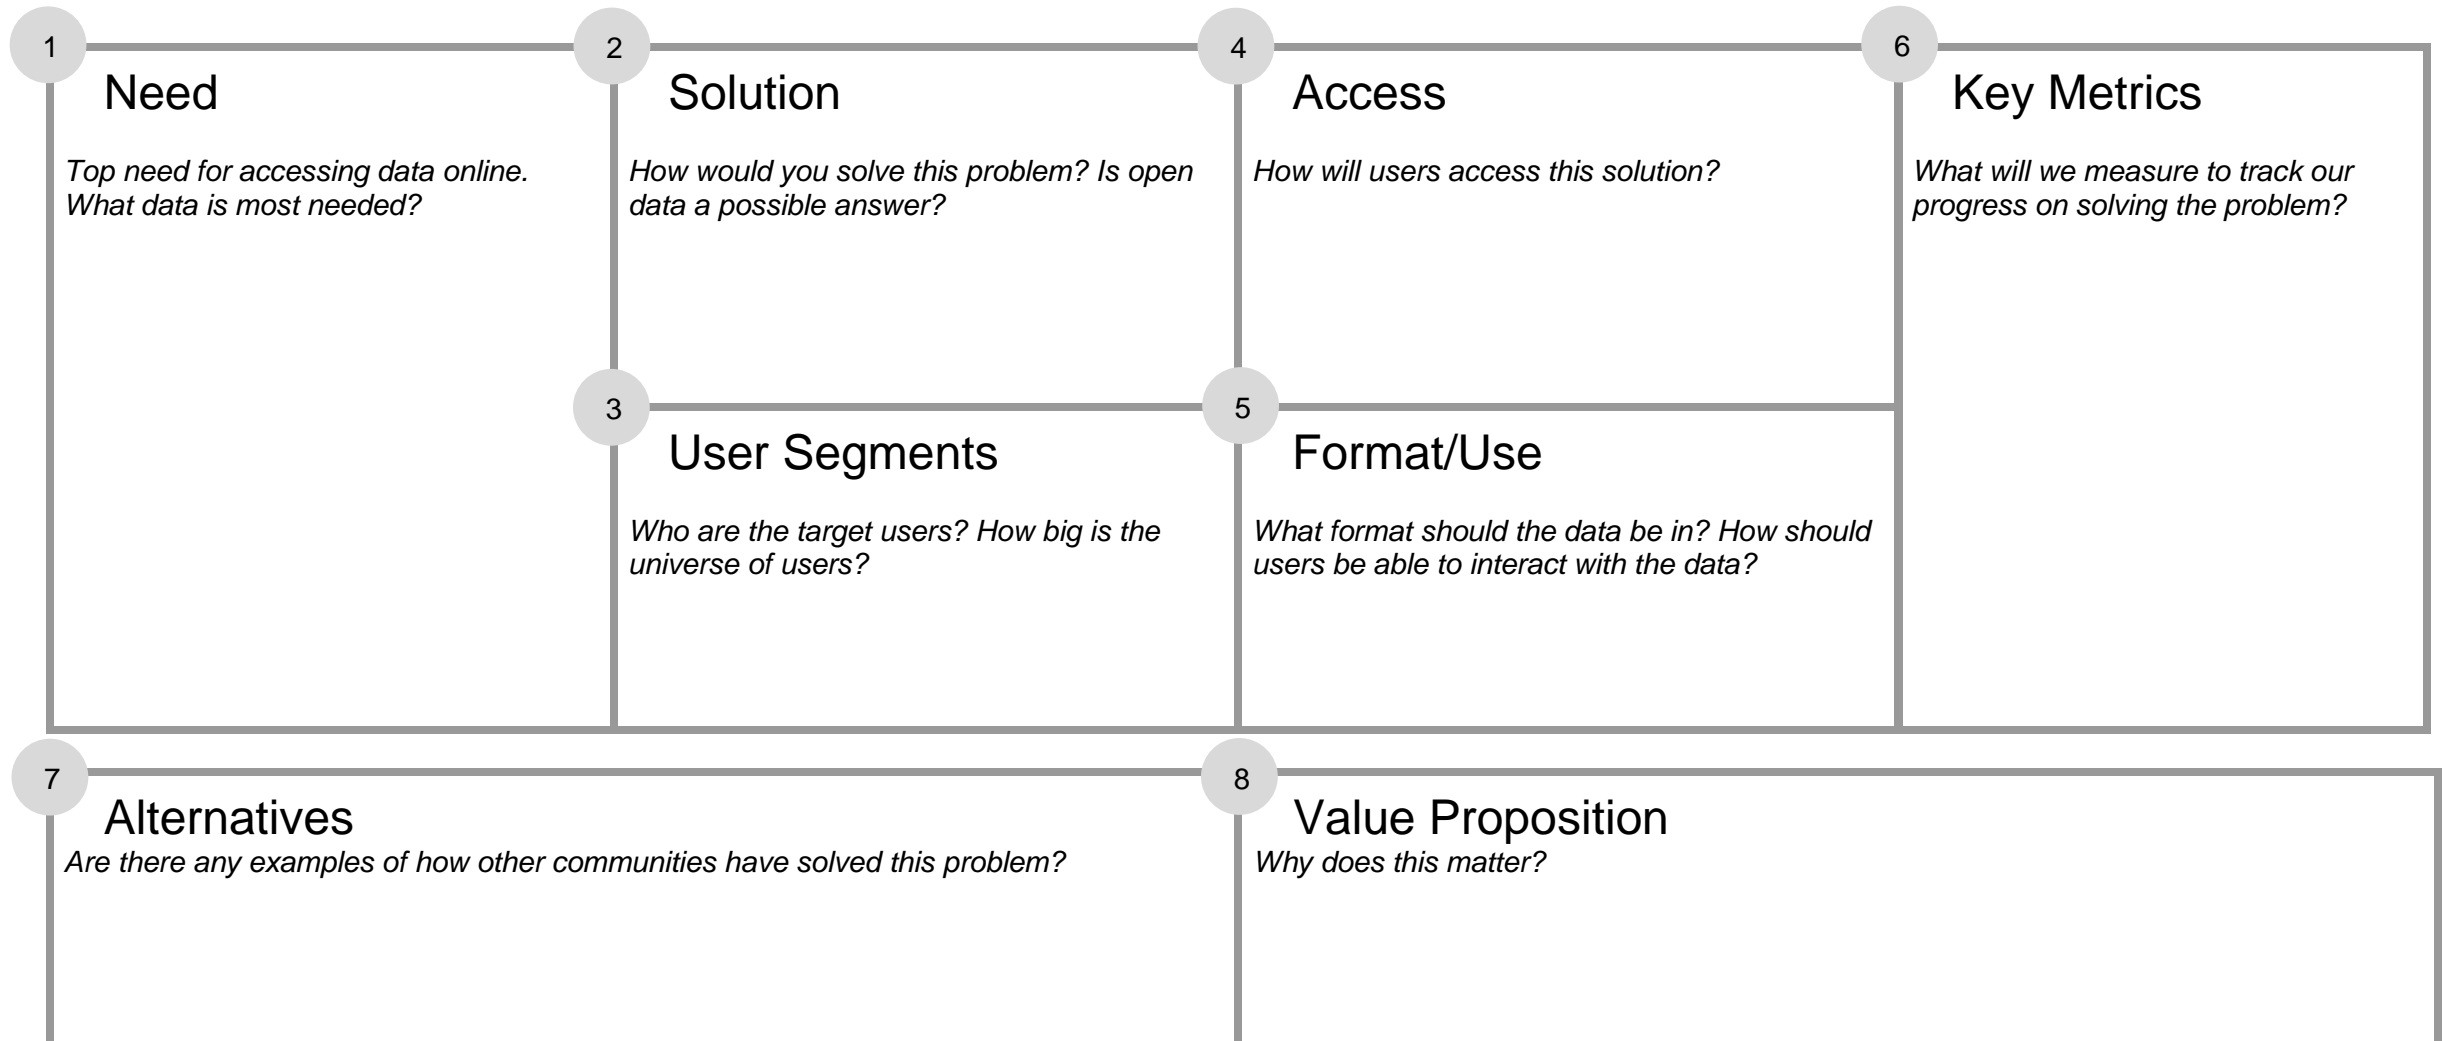 1
Need
Top need for accessing data online.
What data is most needed?
2
Solution
How would you solve this problem? Is open
data a possible answer?
3
User Segments
Who are the target users? How big is the
universe of users?
4
Access
How will users access this solution?
5
Format/Use
What format should the data be in? How should
users be able to interact with the data?
6
Key Metrics
What will we measure to track our
progress on solving the problem?
7
Alternatives
Are there any examples of how other communities have solved this problem?
8
Value Proposition
Why does this matter?